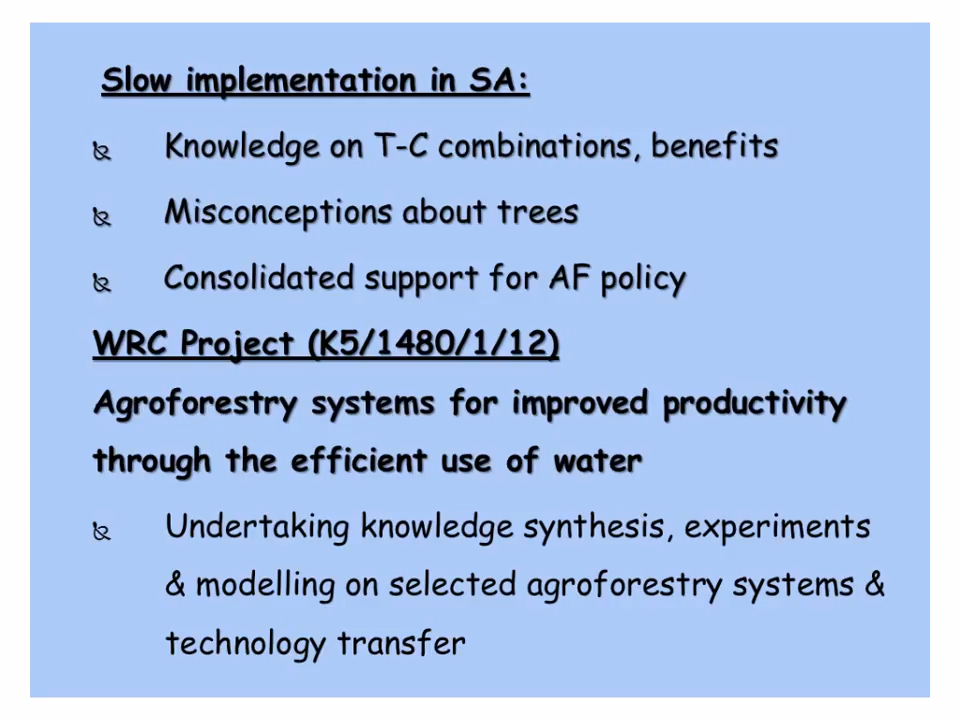 Slow implementation in SA:
Knowledge on T-C combinations, benefits
Misconceptions about trees
Consolidated support for AF policy
WRC Project (K5/1480/1/12)
Agroforestry systems for improved productivity
through the efficient use of water
Undertaking knowledge synthesis, experiments
& modelling on selected agroforestry systems &
technology transfer